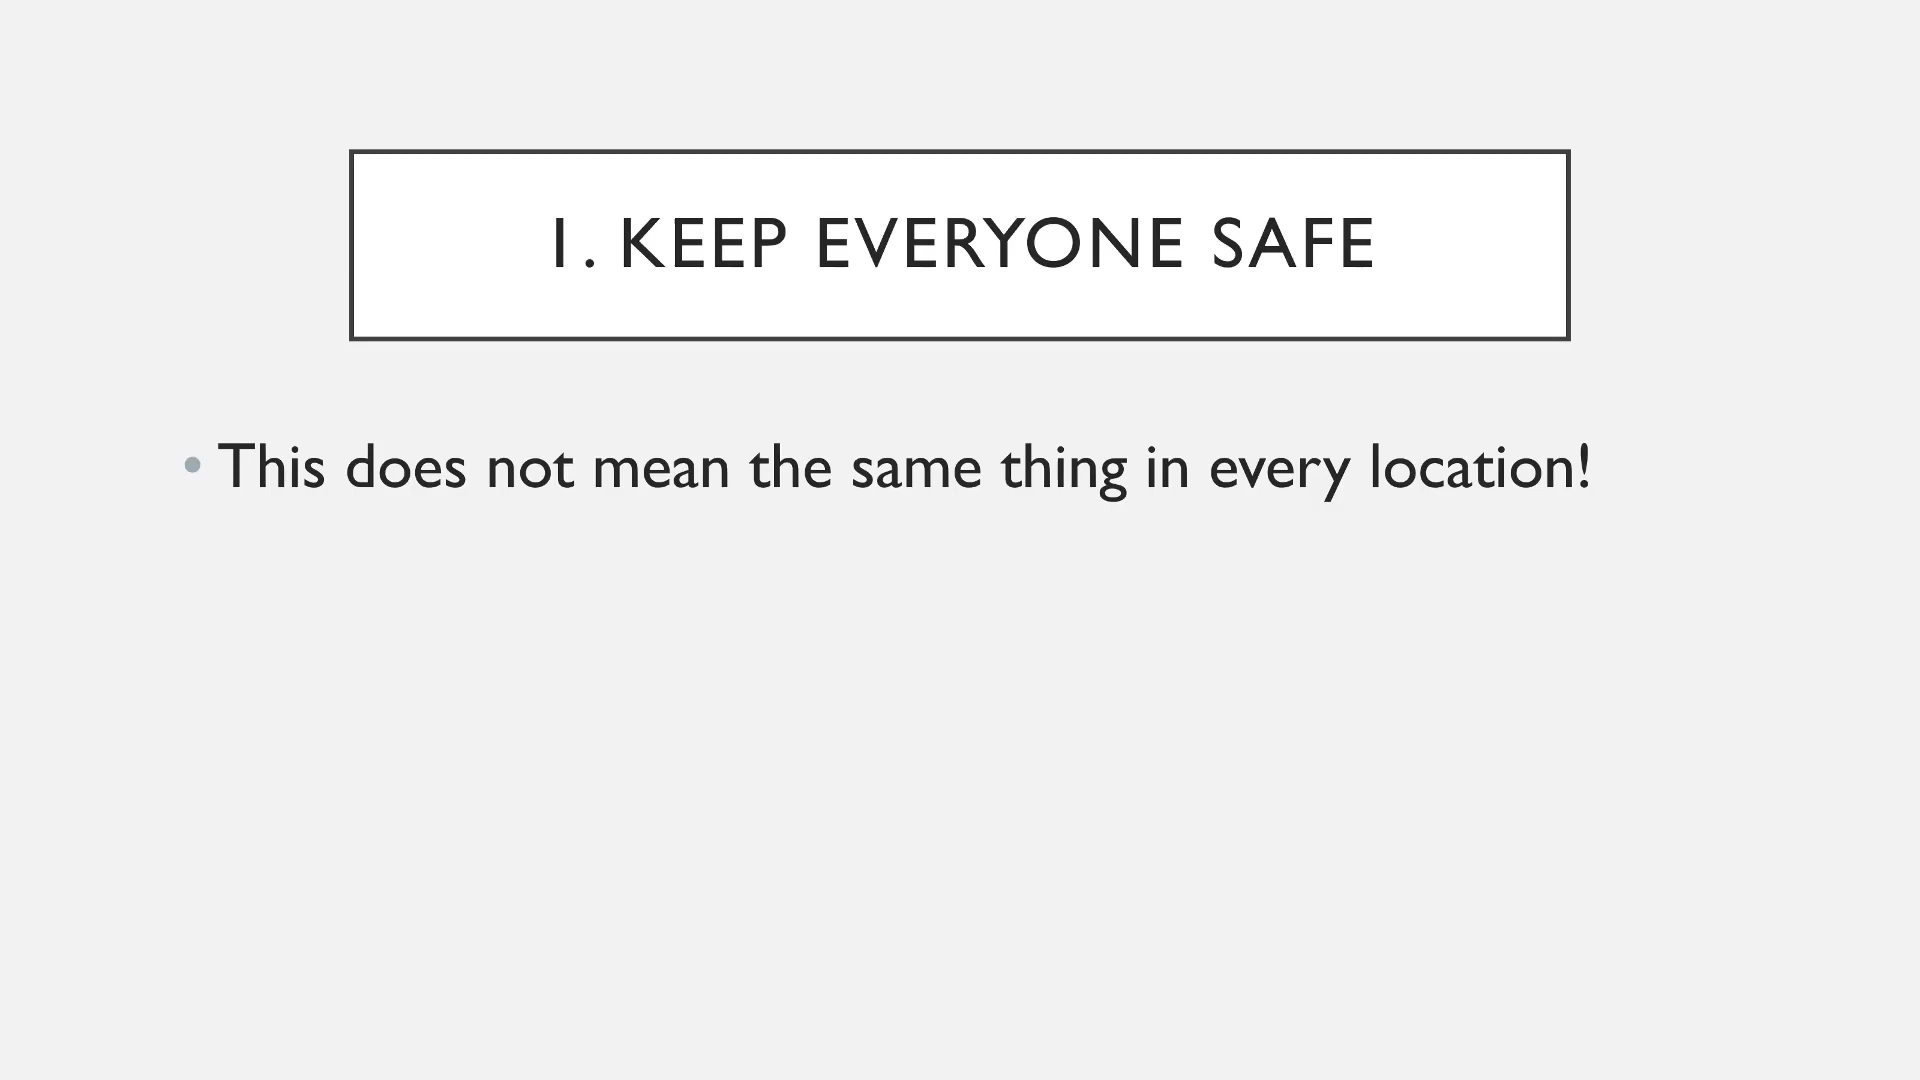 1. KEEP EVERYONE SAFE
• This does not mean the same thing in every location!